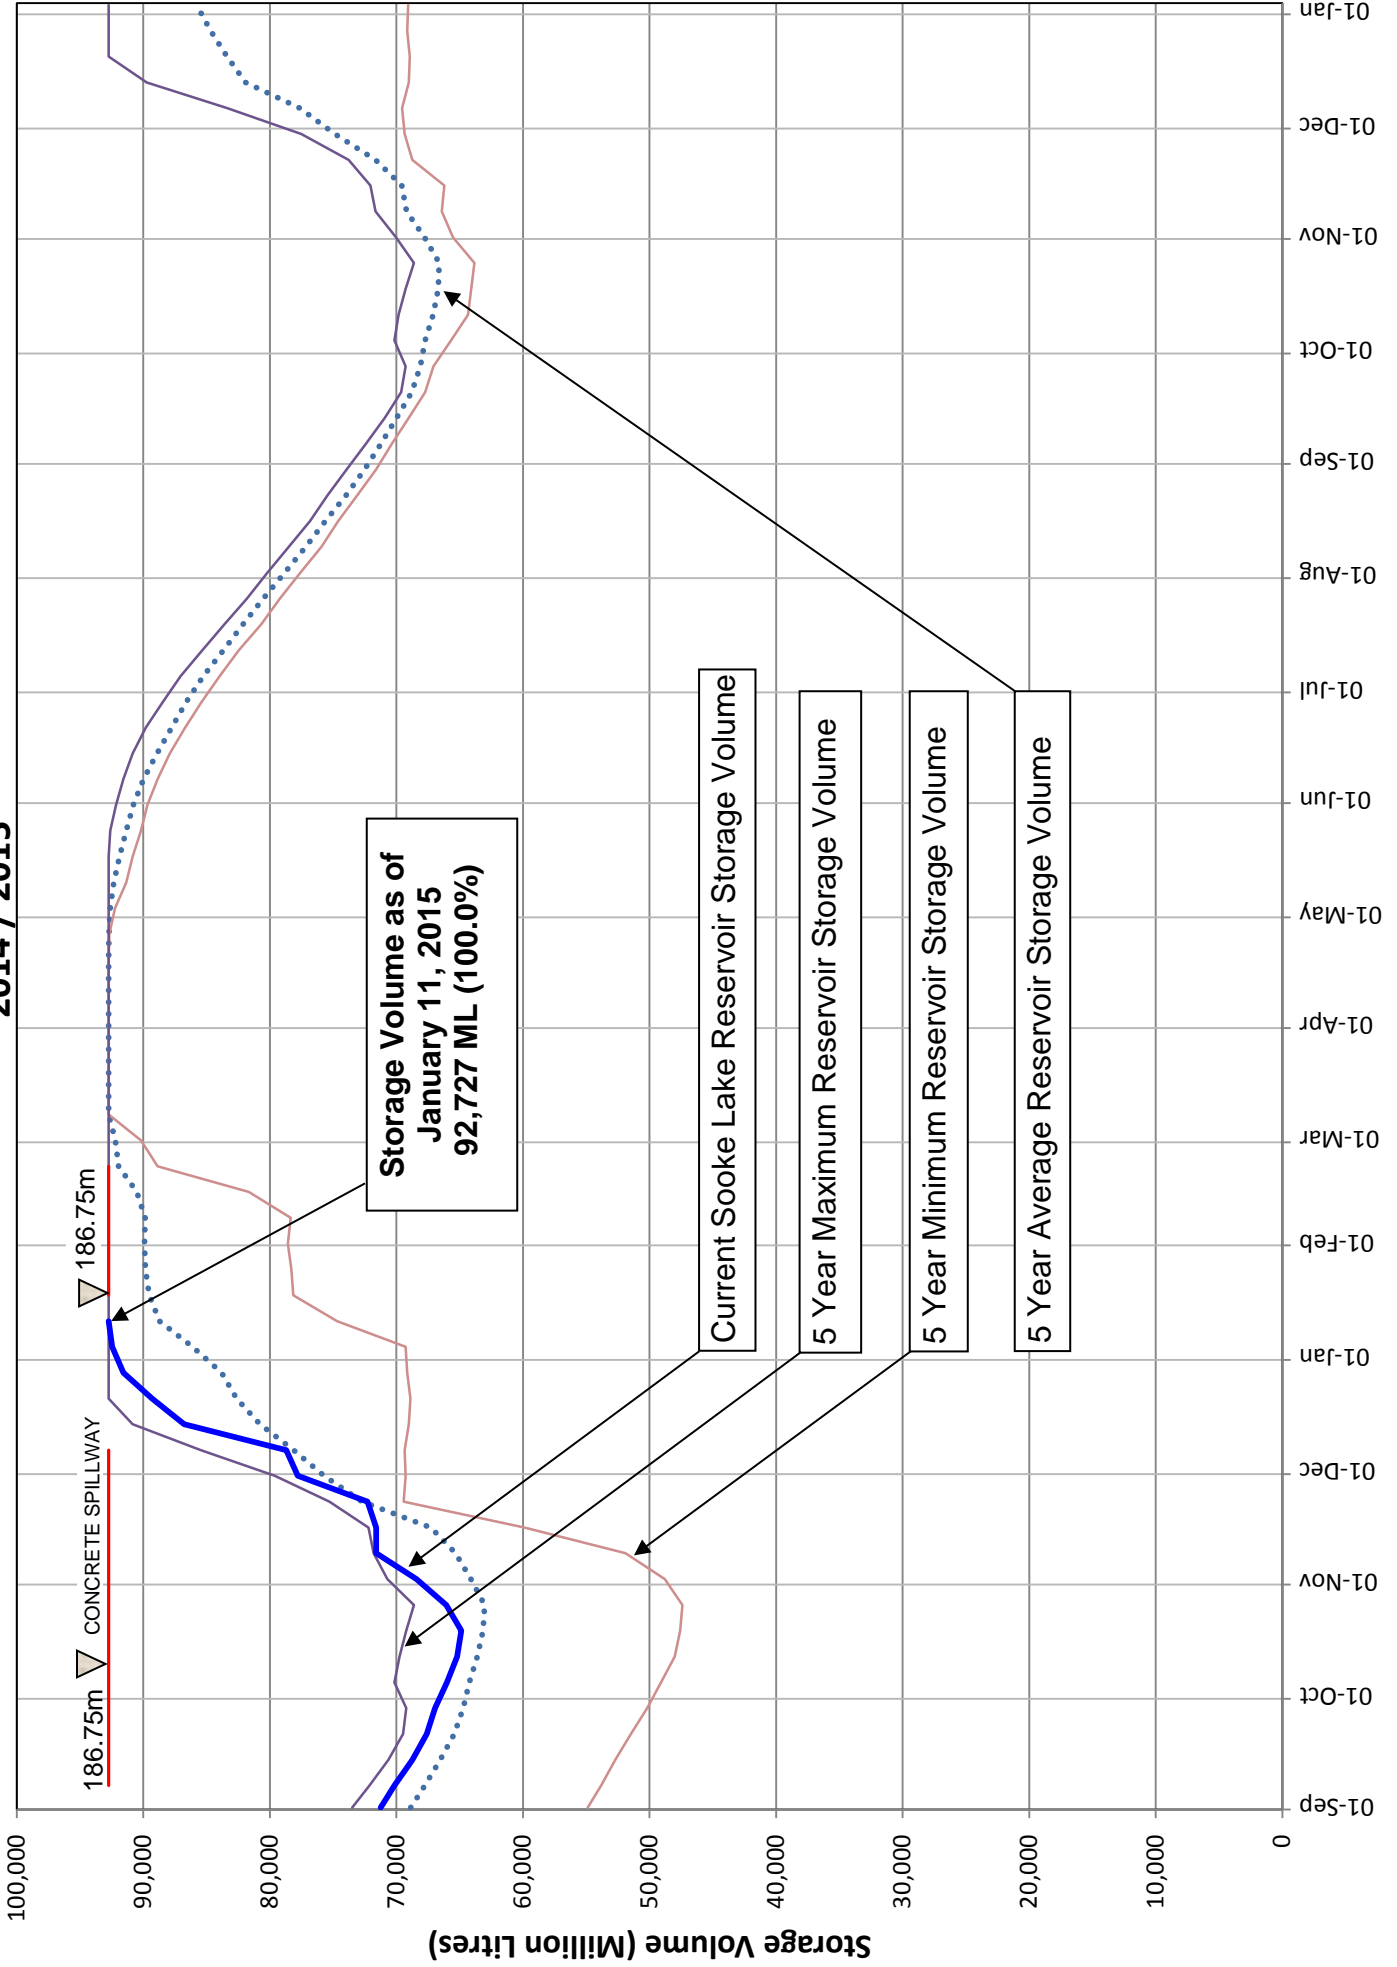 2014 / 2015
100,000
90,000
80,000
70,000
60,000
50,000
40,000
30,000
20,000
10,000
0
Storage Volume (Million Litres)
186.75m
CONCRETE SPILLWAY
186.75m
Storage Volume as of
January 11, 2015
92,727 ML (100.0%)
Current Sooke Lake Reservoir Storage Volume
5 Year Maximum Reservoir Storage Volume
5 Year Minimum Reservoir Storage Volume
5 Year Average Reservoir Storage Volume
01-Sep
01-Oct
01-Nov
01-Dec
01-Jan
01-Feb
01-Mar
01-Apr
01-May
01-Jun
01-Jul
01-Aug
01-Sep
01-Oct
01-Nov
01-Dec
01-Jan